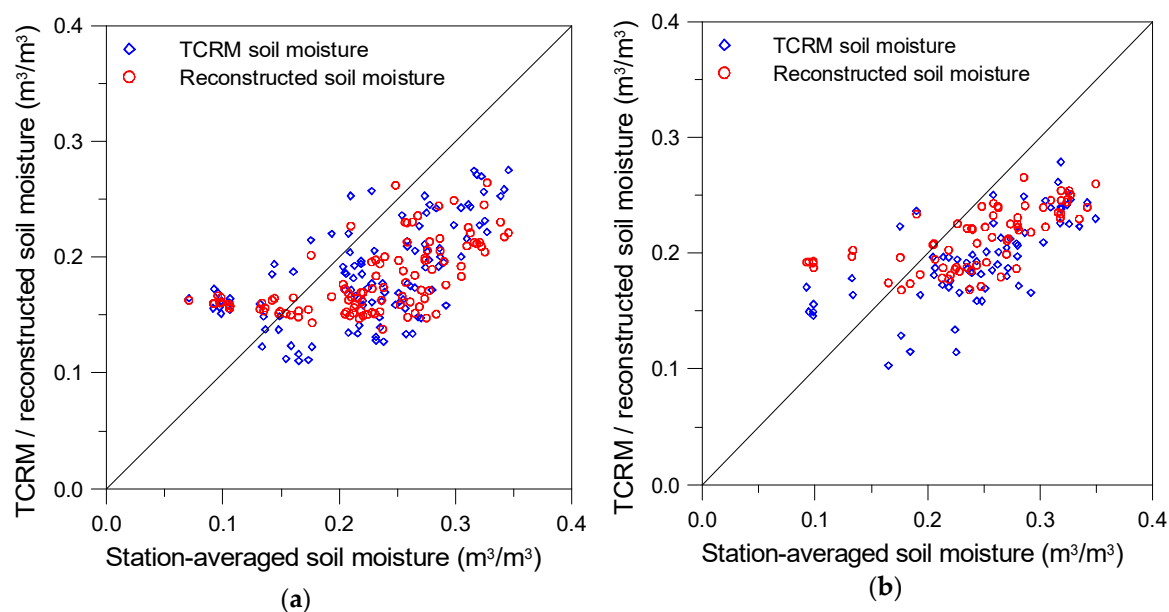 TCRM / reconstructed soil moisture (m³/m³)
0.4
0.3
0.2
0.1
0.0
TCRM soil moisture
Reconstructed soil moisture
0.0 0.1 0.2 0.3 0.4
Station-averaged soil moisture (m³/m³)
(a)
TCRM / reconstructed soil moisture (m³/m³)
0.4
0.3
0.2
0.1
0.0
TCRM soil moisture
Reconstructed soil moisture
0.0 0.1 0.2 0.3 0.4
Station-averaged soil moisture (m³/m³)
(b)